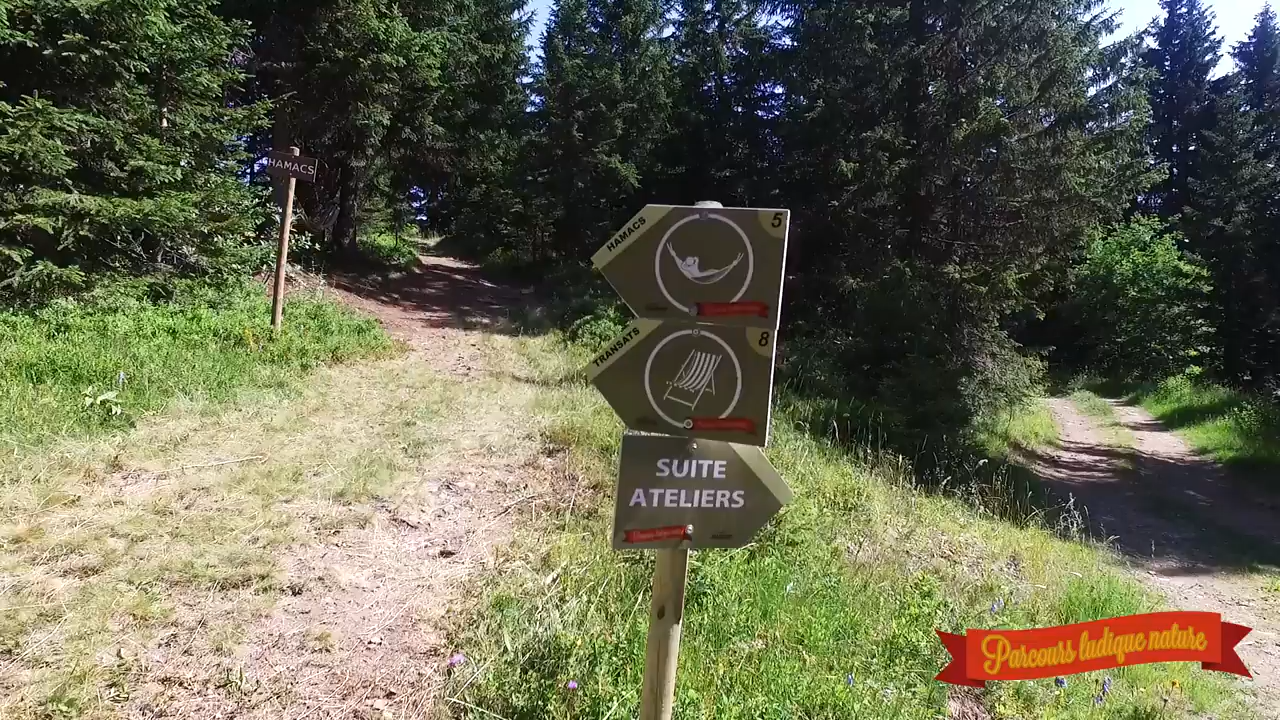 HAMACS
HAMACS
5
TRANSATS
8
SUITE
ATELIERS
Parcours ludique nature